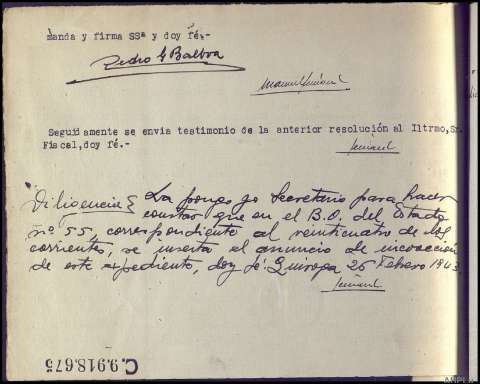 manda y firma SSª y doy fé.-
Pedro G Balboa
Seguidamente se envia testimonio de la anterior resolución al Iltrmo,Sr.
Fiscal,doy fé.-
Diligencia La pongo yo Secretario para hacer
constar que en el B.O. del Estado
nº 55, correspondiente al veinticuatro de los
corrientes, se inserta el anuncio de incoacción
de este expediente, doy fé. Quiroga 26 Febrero 1943
C.9.918.675